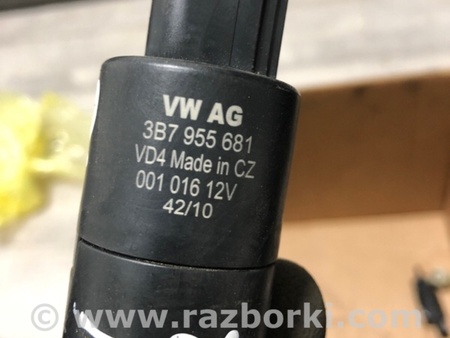 VW AG
3B7 955 681
VD4 Made in CZ
001 016 12V
42/10
© www.razborki.com